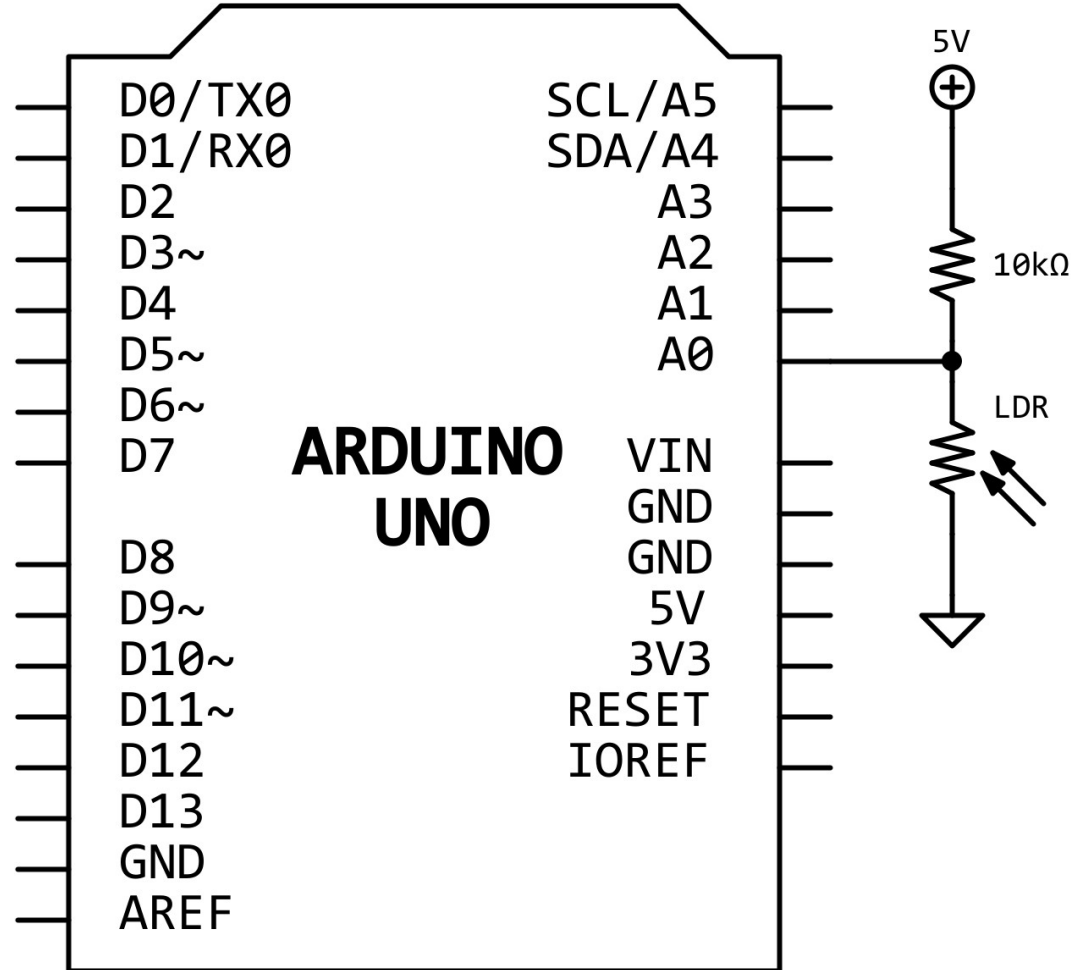 5V
D0/TX0
D1/RX0
D2
D3~
D4
D5~
D6~
D7
D8
D9~
D10~
D11~
D12
D13
GND
AREF
ARDUINO
UNO
SCL/A5
SDA/A4
A3
A2
A1
A0
VIN
GND
GND
5V
3V3
RESET
IOREF
10kΩ
LDR